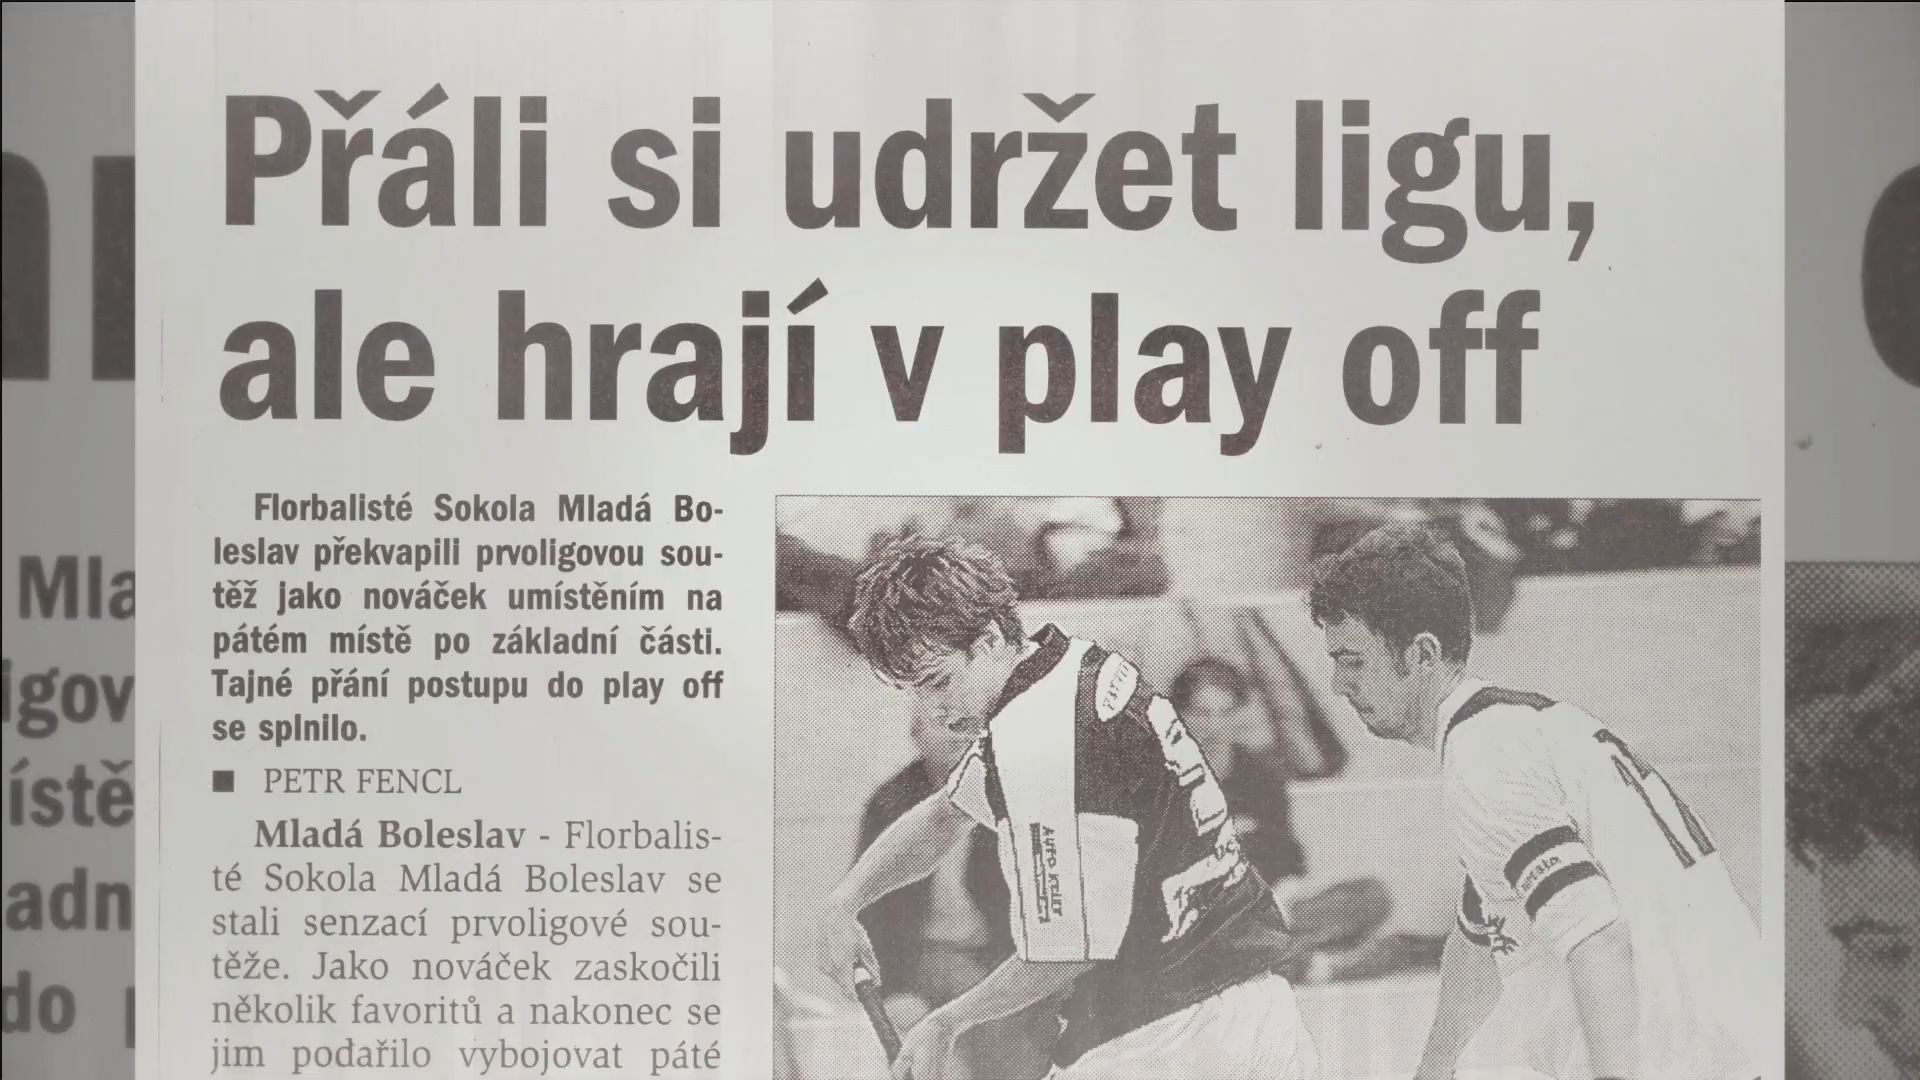 Přáli si udržet ligu,
ale hrají v play off
Florbalisté Sokola Mladá Bo-
leslav překvapili prvoligovou sou-
těž jako nováček umístěním na
pátém místě po základní části.
Tajné přání postupu do play off
se splnilo.
■ PETR FENCL
Mladá Boleslav - Florbalis-
té Sokola Mladá Boleslav se
stali senzací prvoligové sou-
těže. Jako nováček zaskočili
několik favoritů a nakonec se
jim podařilo vybojovat páté
AUTO KELLY
Mla
igov
ístě
adn
do